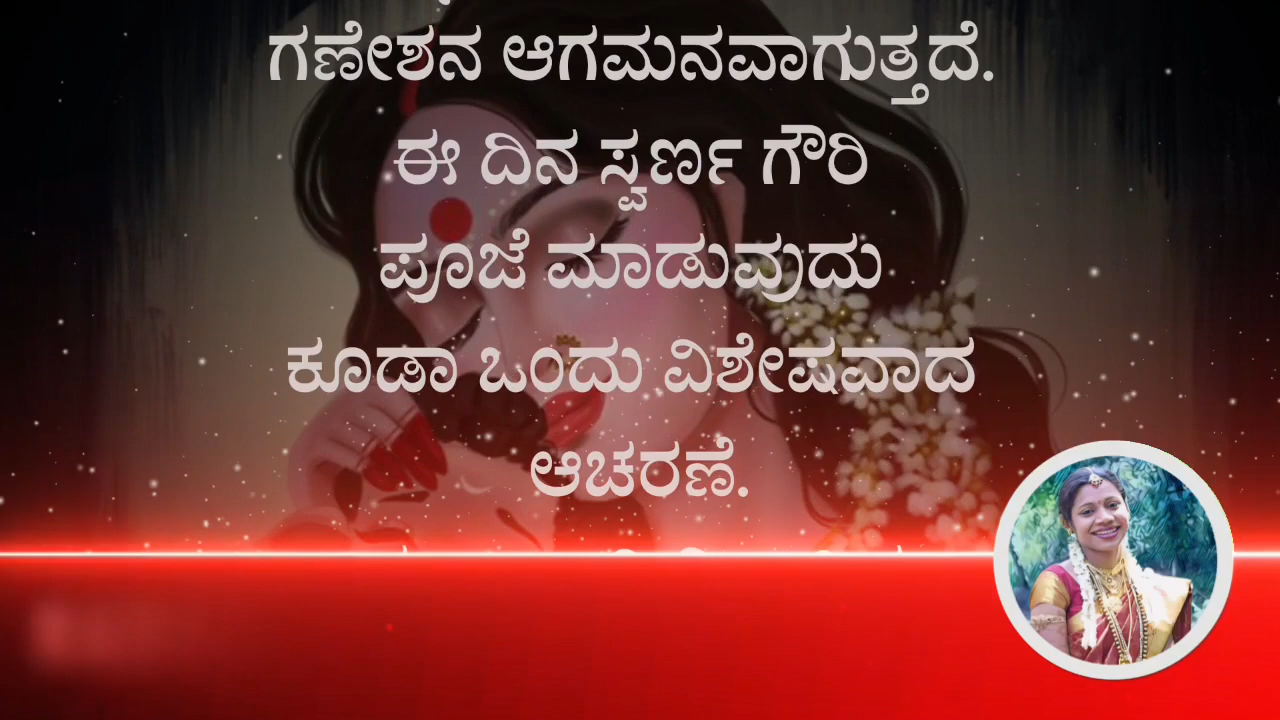 ಗಣೇಶನ ಆಗಮನವಾಗುತ್ತದೆ.
ಈ ದಿನ ಸ್ವರ್ಣ ಗೌರಿ
ಪೂಜೆ ಮಾಡುವುದು
ಕೂಡಾ ಒಂದು ವಿಶೇಷವಾದ
ಆಚರಣೆ.